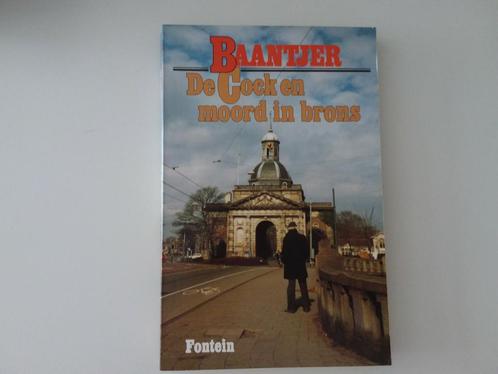 BAANTJER
De Cock en
moord in brons
Fontein